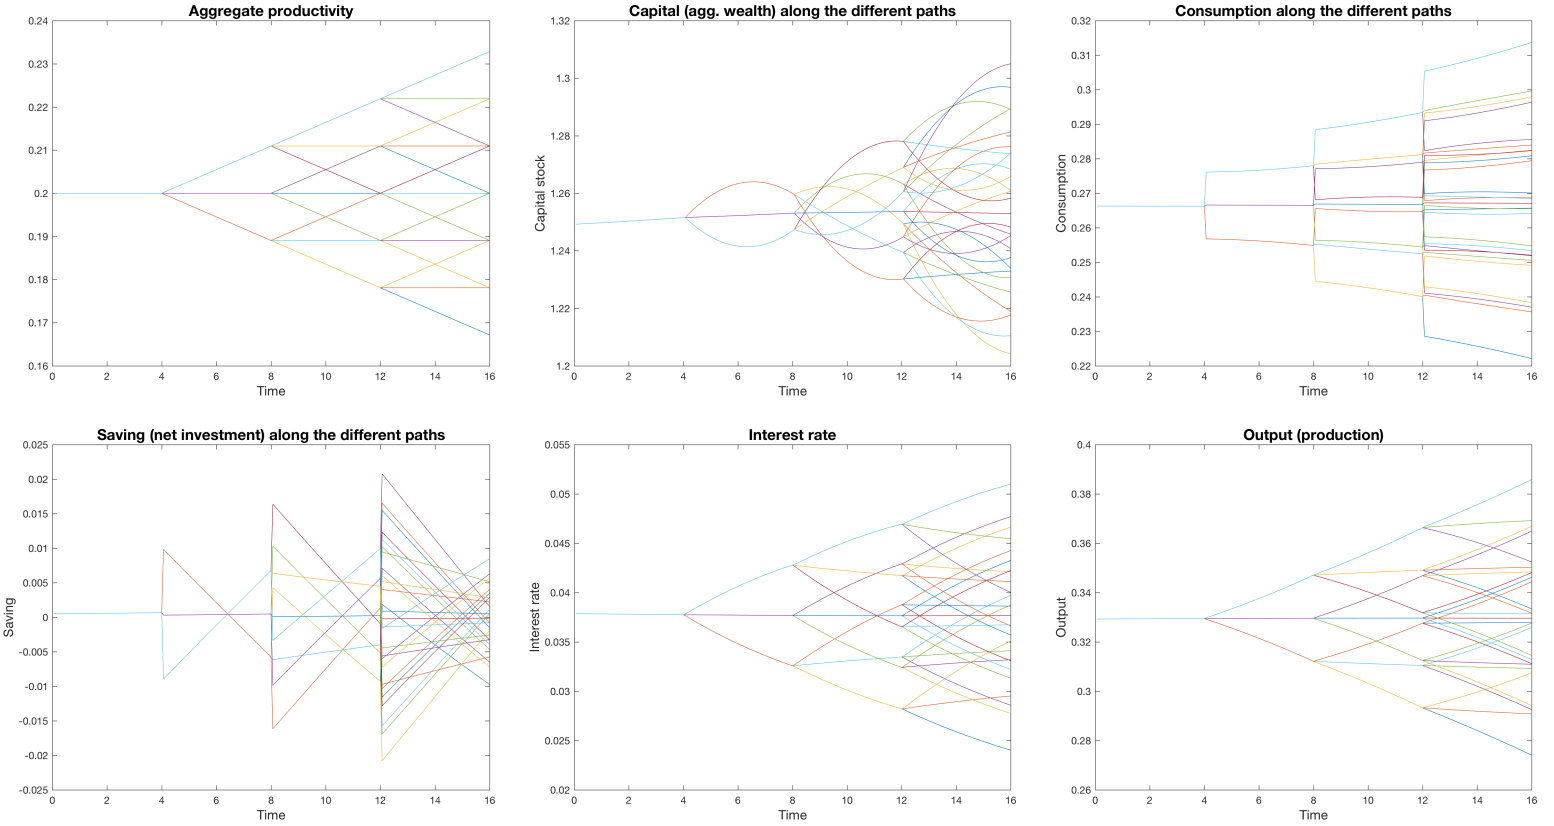 Aggregate productivity
0.24
0.23
0.22
0.21
0.2
0.19
0.18
0.17
0.16
0 2 4 6 8 10 12 14 16
Time
Capital (agg. wealth) along the different paths
Capital stock
1.32
1.3
1.28
1.26
1.24
1.22
1.2
0 2 4 6 8 10 12 14 16
Time
Consumption along the different paths
Consumption
0.32
0.31
0.3
0.29
0.28
0.27
0.26
0.25
0.24
0.23
0.22
0 2 4 6 8 10 12 14 16
Time
Saving (net investment) along the different paths
Saving
0.025
0.02
0.015
0.010
0.005
0
-0.005
-0.01
-0.015
-0.02
-0.025
0 2 4 6 8 10 12 14 16
Time
Interest rate
Interest rate
0.055
0.05
0.045
0.04
0.035
0.03
0.025
0.02
0 2 4 6 8 10 12 14 16
Time
Output (production)
Output
0.4
0.38
0.36
0.34
0.32
0.3
0.28
0.26
0 2 4 6 8 10 12 14 16
Time